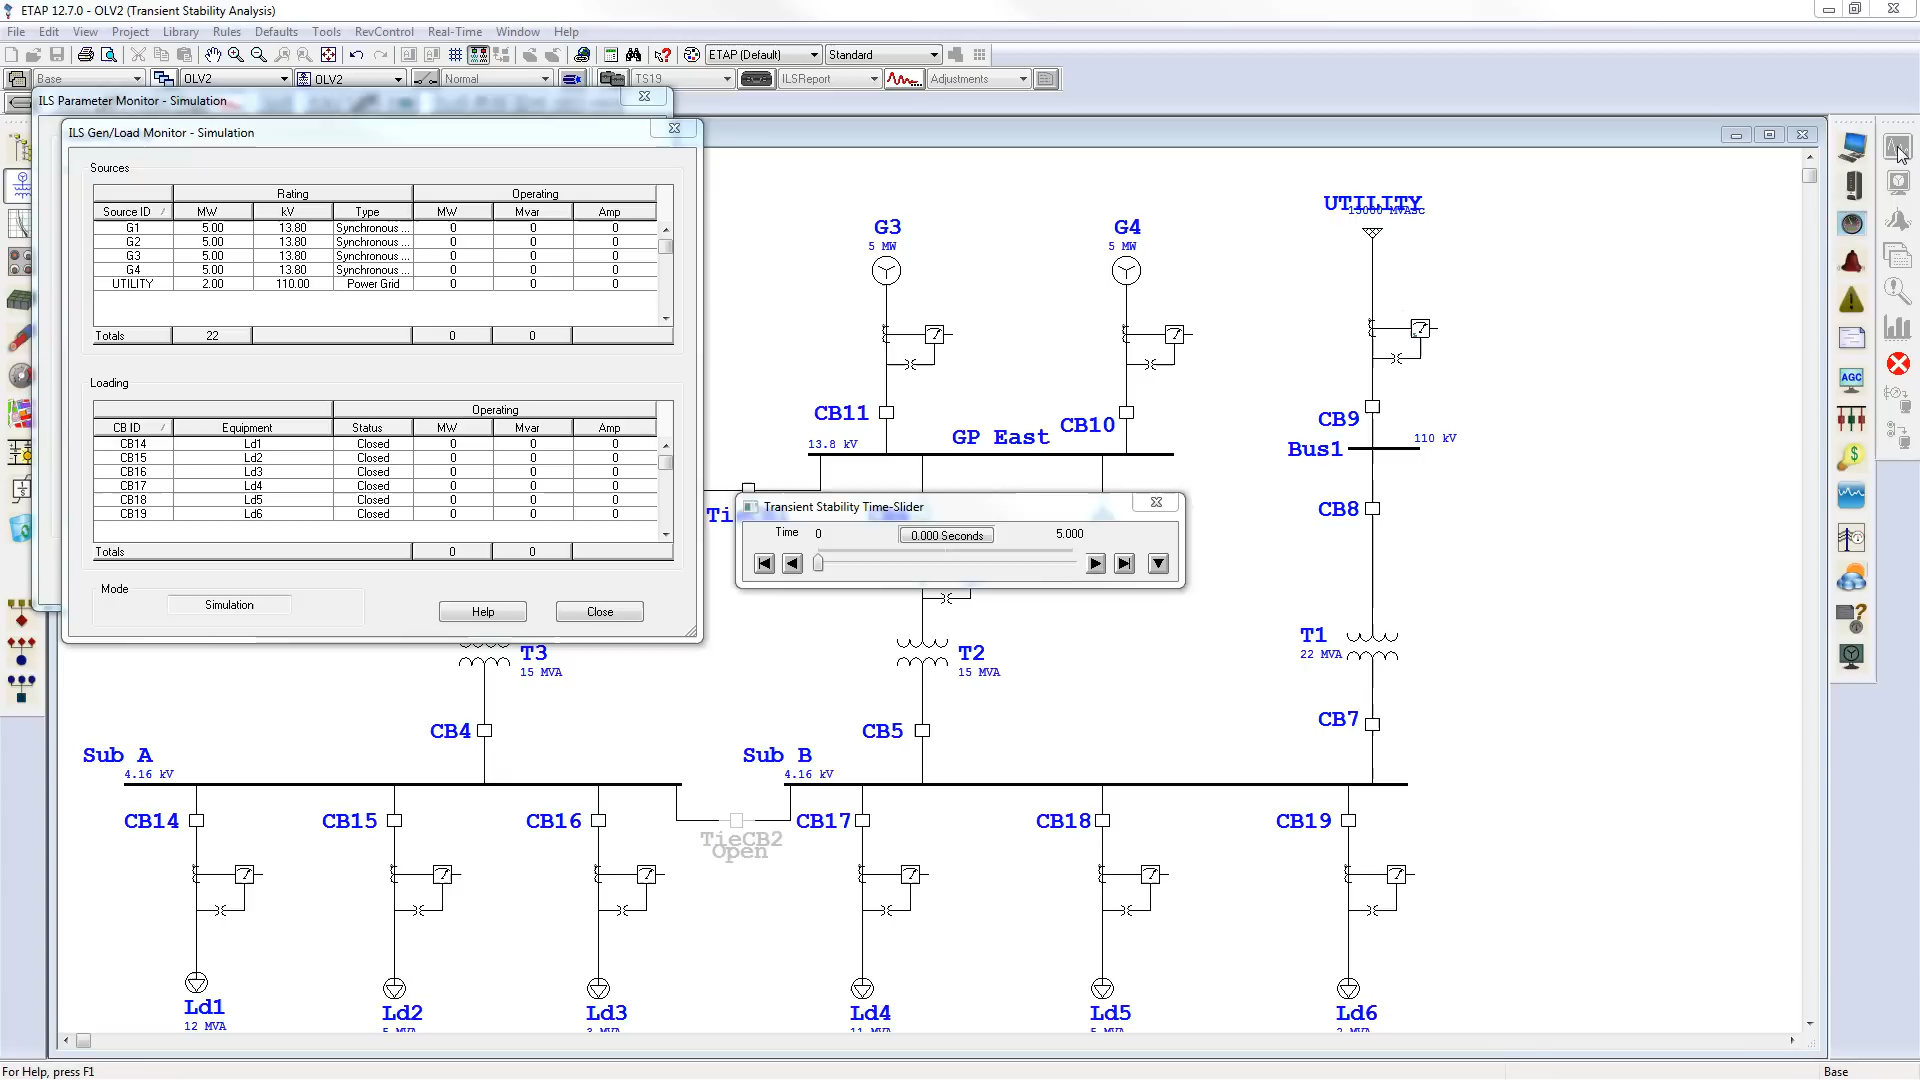 ETAP 12.7.0 - OLV2 (Transient Stability Analysis)
File Edit View Project Library Rules Defaults Tools RevControl Real-Time Window Help
ETAP (Default) Standard
Base OLV2 OLV2 Normal TS19 ILSReport Adjustments
ILS Parameter Monitor - Simulation
ILS Gen/Load Monitor - Simulation
Sources
Rating Operating
Source ID / MW kV Type MW Mvar Amp
G1 5.00 13.80 Synchronous ... 0 0 0
G2 5.00 13.80 Synchronous ... 0 0 0
G3 5.00 13.80 Synchronous ... 0 0 0
G4 5.00 13.80 Synchronous ... 0 0 0
UTILITY 2.00 110.00 Power Grid 0 0 0
Totals 22 0 0
Loading
Operating
CB ID / Equipment Status MW Mvar Amp
CB14 Ld1 Closed 0 0 0
CB15 Ld2 Closed 0 0 0
CB16 Ld3 Closed 0 0 0
CB17 Ld4 Closed 0 0 0
CB18 Ld5 Closed 0 0 0
CB19 Ld6 Closed 0 0 0
Totals 0 0
Mode
Simulation Help Close
UTILITY
15000 MVAsc
G3 G4
5 MW 5 MW
CB11 CB10 CB9
GP East
13.8 kV
Bus1 110 kV
Transient Stability Time-Slider
Time 0 0.000 Seconds 5.000
CB8
AGC
T3 T2 T1
15 MVA 15 MVA 22 MVA
CB4 CB5 CB7
Sub A Sub B
4.16 kV 4.16 kV
CB14 CB15 CB16 CB17 CB18 CB19
TieCB2
Open
Ld1 Ld2 Ld3 Ld4 Ld5 Ld6
12 MVA
For Help, press F1 Base